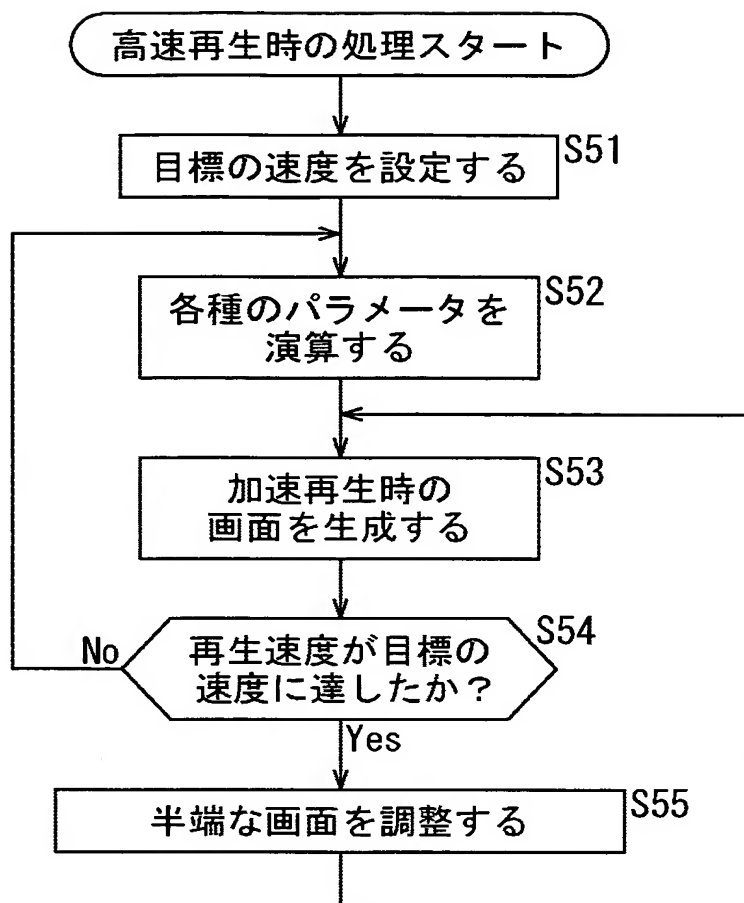 高速再生時の処理スタート
目標の速度を設定する
S51
各種のパラメータを
演算する
S52
加速再生時の
画面を生成する
S53
再生速度が目標の
速度に達したか?
S54
No
Yes
半端な画面を調整する
S55